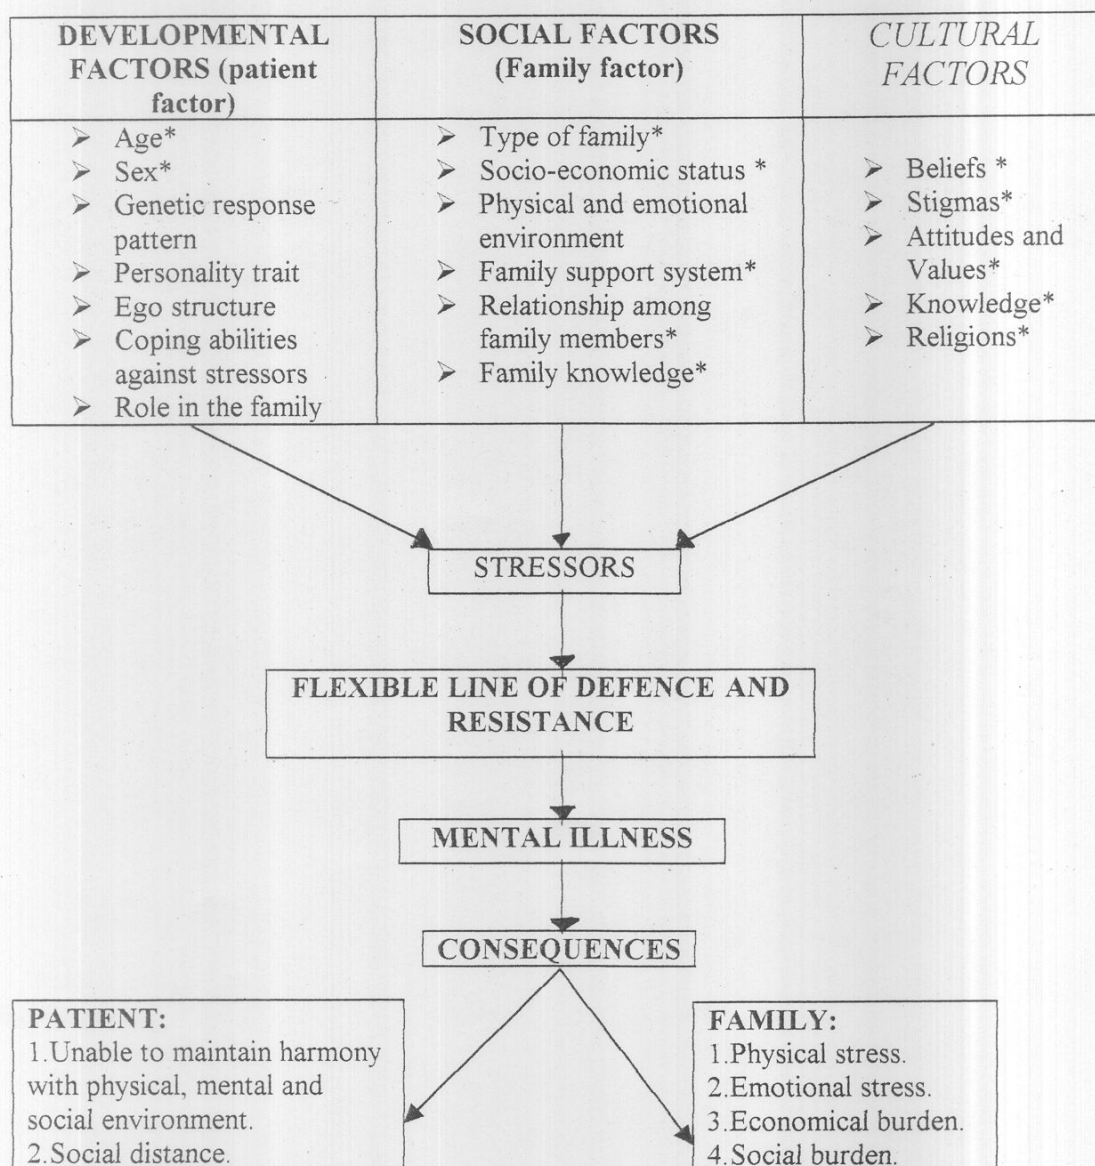 DEVELOPMENTAL
FACTORS (patient
factor)
➤ Age*
➤ Sex*
➤ Genetic response
pattern
➤ Personality trait
➤ Ego structure
➤ Coping abilities
against stressors
➤ Role in the family
SOCIAL FACTORS
(Family factor)
➤ Type of family*
➤ Socio-economic status *
➤ Physical and emotional
environment
➤ Family support system*
➤ Relationship among
family members*
➤ Family knowledge*
CULTURAL
FACTORS
➤ Beliefs *
➤ Stigmas*
➤ Attitudes and
Values*
➤ Knowledge*
➤ Religions*
STRESSORS
FLEXIBLE LINE OF DEFENCE AND
RESISTANCE
MENTAL ILLNESS
CONSEQUENCES
PATIENT:
1.Unable to maintain harmony
with physical, mental and
social environment.
2.Social distance.
FAMILY:
1.Physical stress.
2.Emotional stress.
3.Economical burden.
4.Social burden.